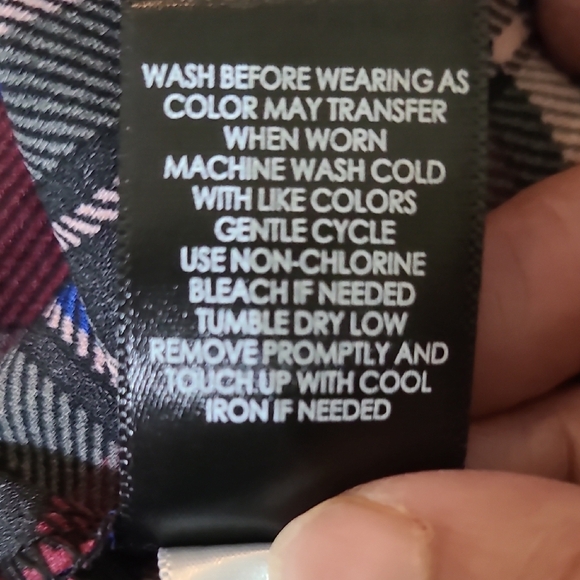 WASH BEFORE WEARING AS
COLOR MAY TRANSFER
WHEN WORN
MACHINE WASH COLD
WITH LIKE COLORS
GENTLE CYCLE
USE NON-CHLORINE
BLEACH IF NEEDED
TUMBLE DRY LOW
REMOVE PROMPTLY AND
TOUCH UP WITH COOL
IRON IF NEEDED